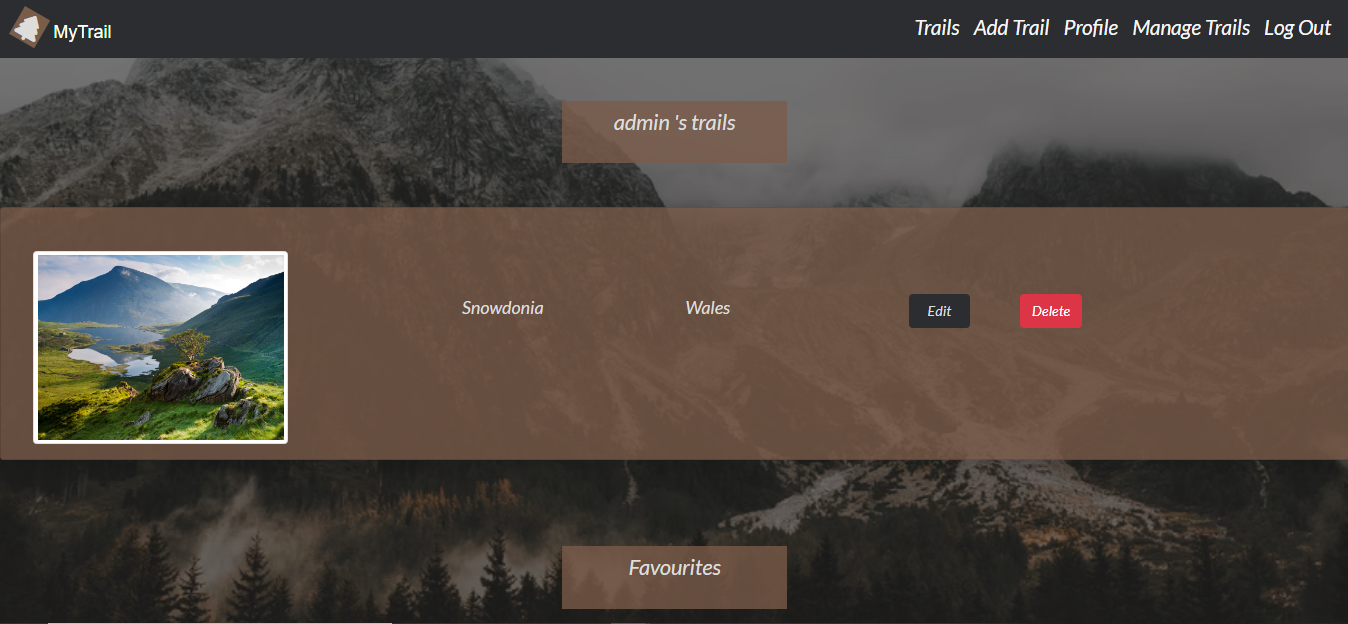 MyTrail
Trails Add Trail Profile Manage Trails Log Out
admin 's trails
Snowdonia Wales Edit Delete
Favourites